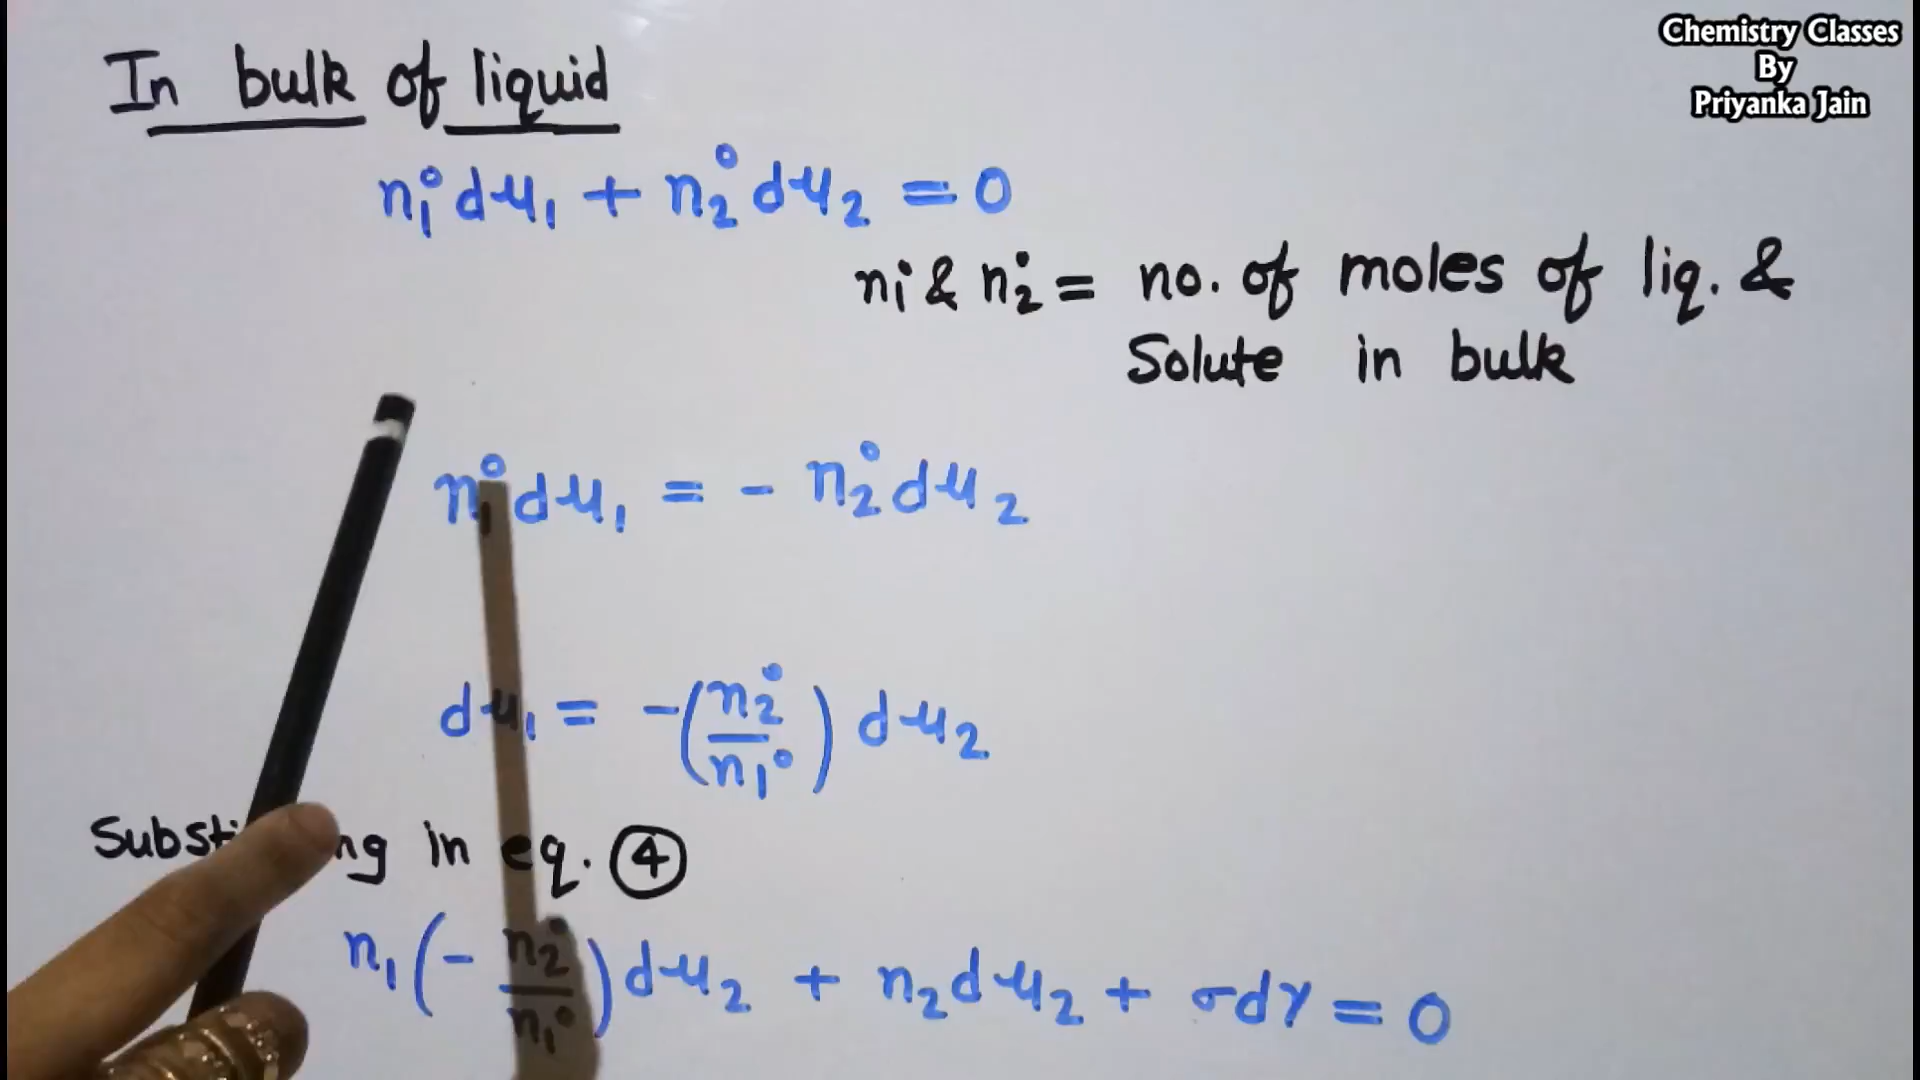 Chemistry Classes
By
Priyanka Jain
In bulk of liquid
n₁° dμ₁ + n₂° dμ₂ = 0
n₁° & n₂° = no. of moles of liq. &
Solute in bulk
n₁° dμ₁ = - n₂° dμ₂
dμ₁ = -(n₂°/n₁°) dμ₂
in eq. ④
n₁(- n₂°/n₁°) dμ₂ + n₂ dμ₂ + σdγ = 0